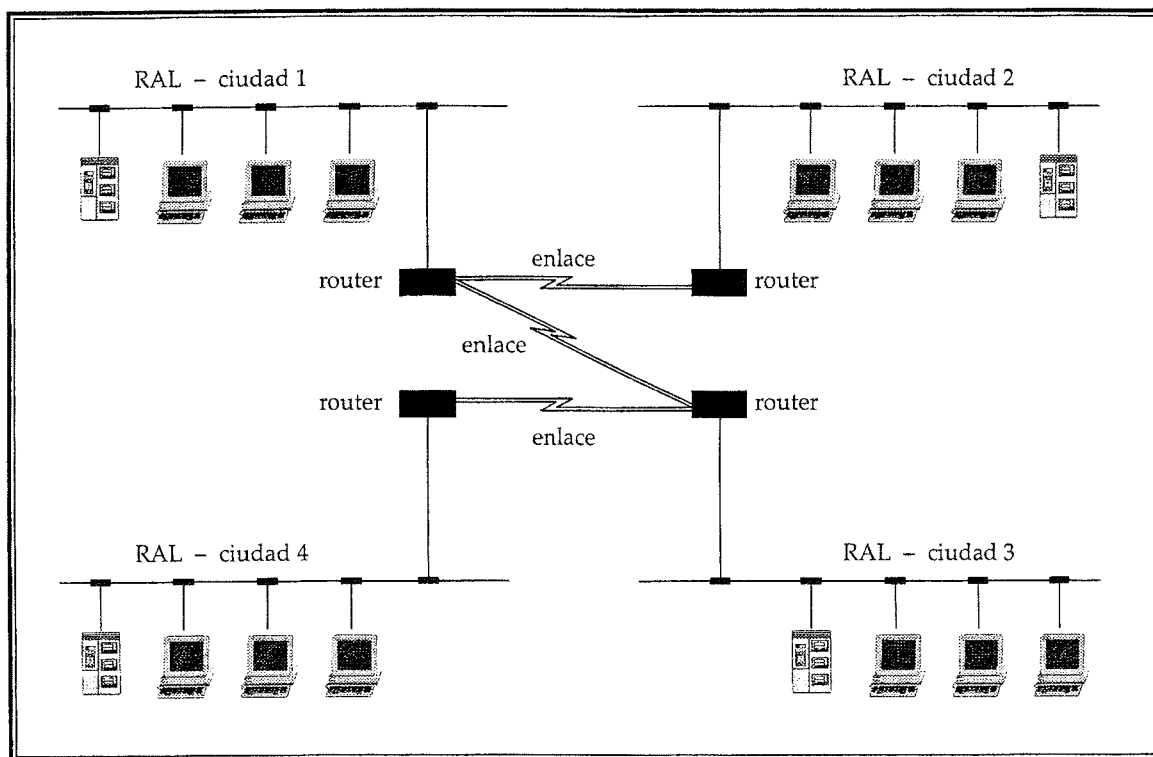 RAL – ciudad 1
RAL – ciudad 2
enlace
router
router
enlace
router
router
enlace
RAL – ciudad 4
RAL – ciudad 3